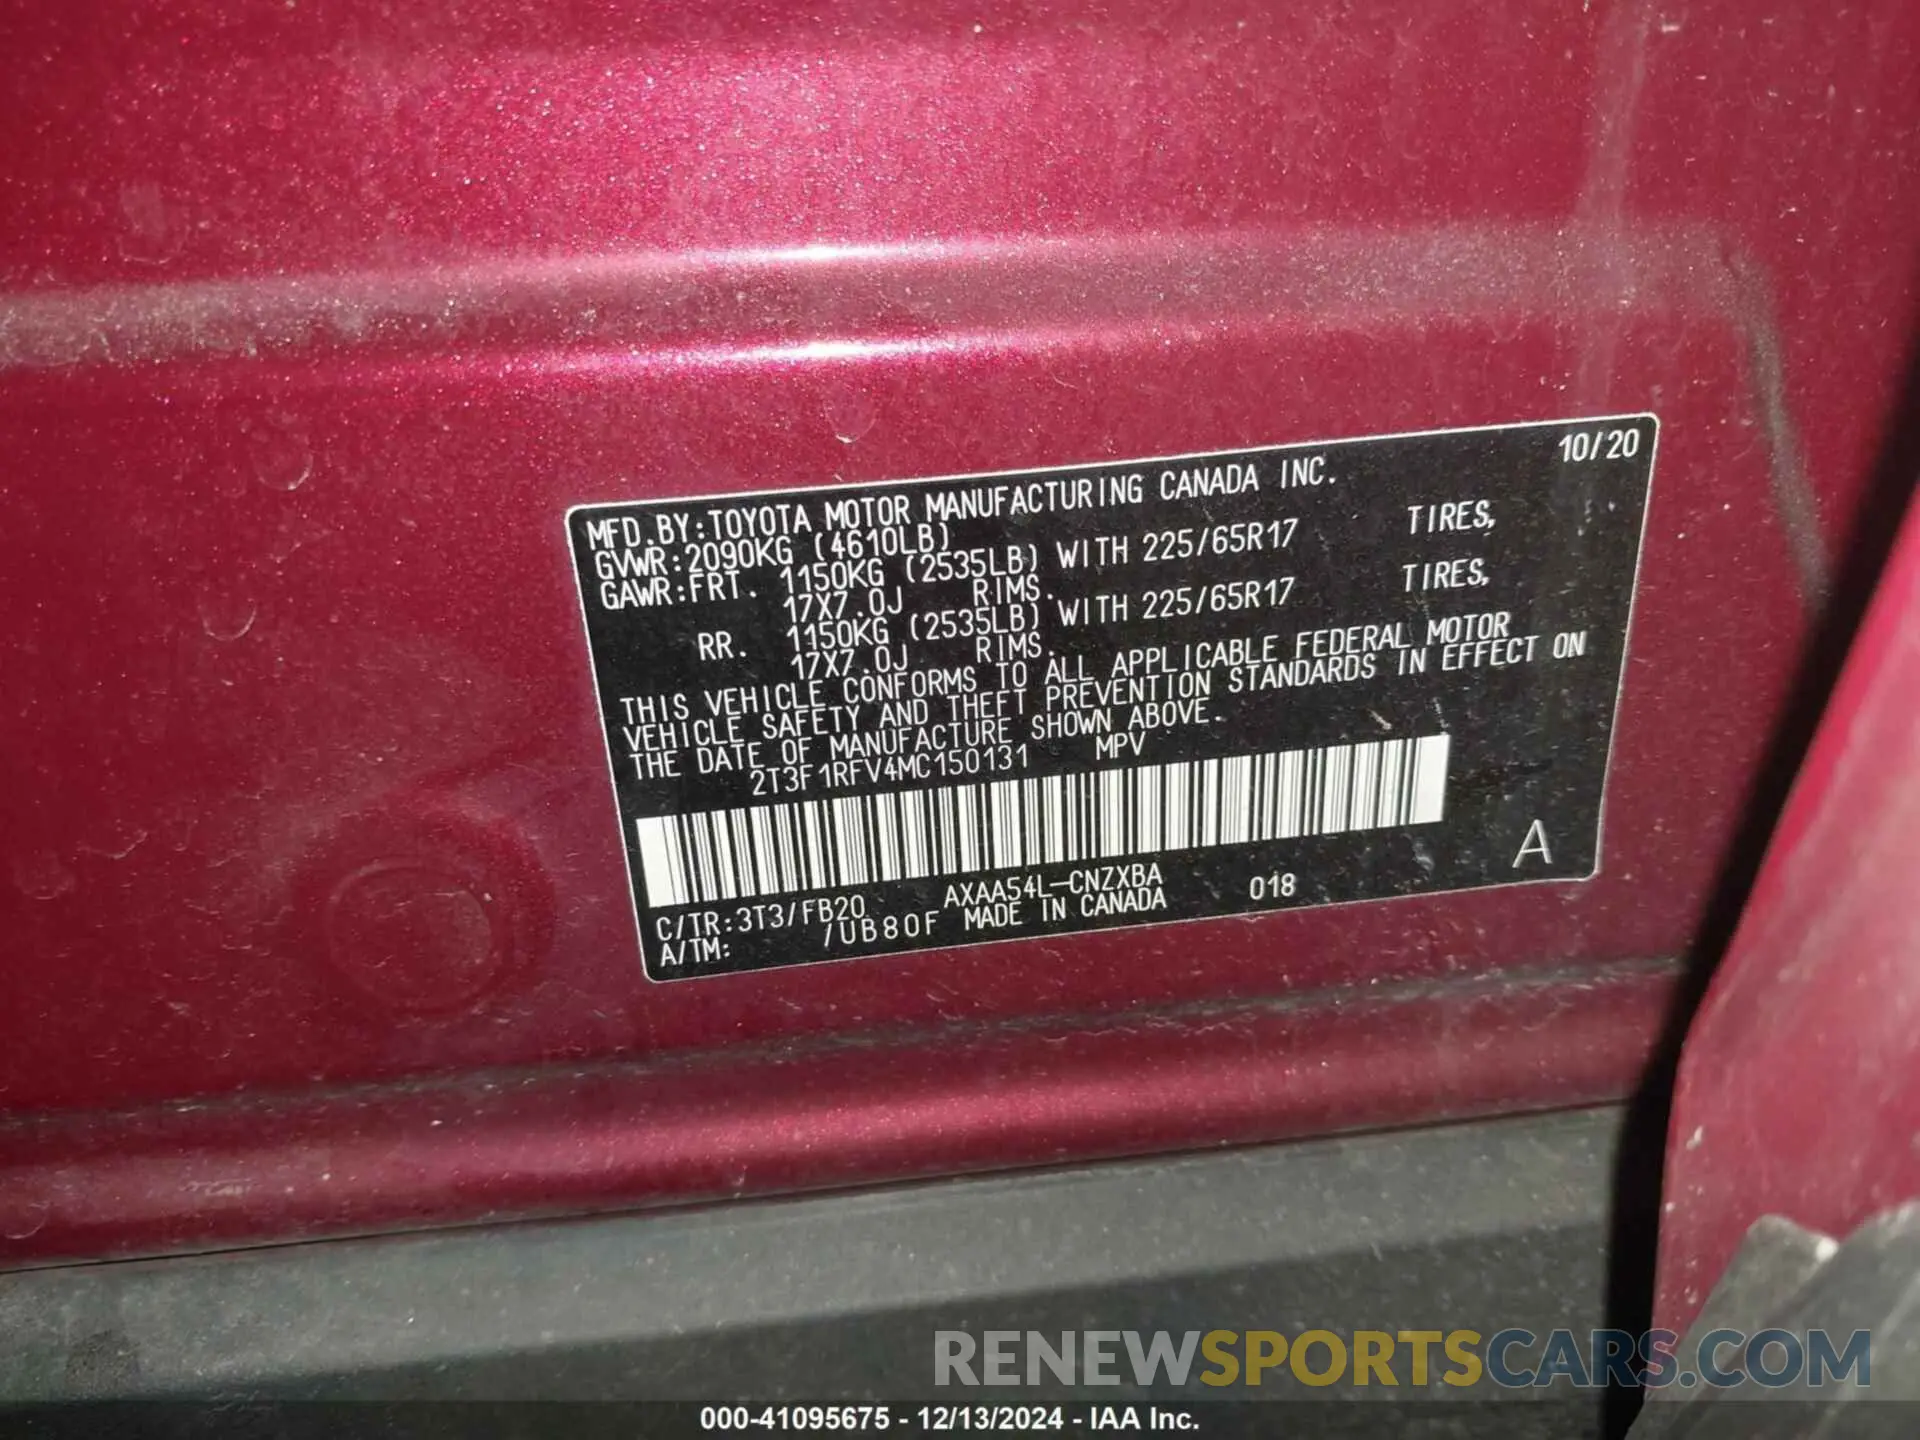 10/20
MFD.BY:TOYOTA MOTOR MANUFACTURING CANADA INC.
GVWR:2090KG (4610LB)
GAWR:FRT. 1150KG (2535LB) WITH 225/65R17 TIRES,
17X7.0J RIMS.
RR. 1150KG (2535LB) WITH 225/65R17 TIRES,
17X7.0J RIMS.
THIS VEHICLE CONFORMS TO ALL APPLICABLE FEDERAL MOTOR
VEHICLE SAFETY AND THEFT PREVENTION STANDARDS IN EFFECT ON
THE DATE OF MANUFACTURE SHOWN ABOVE.
2T3F1RFV4MC150131 MPV
A
C/TR:3T3/FB20 AXAA54L-CNZXBA 018
A/TM: /UB80F MADE IN CANADA
RENEWSPORTSCARS.COM
000-41095675 - 12/13/2024 - IAA Inc.